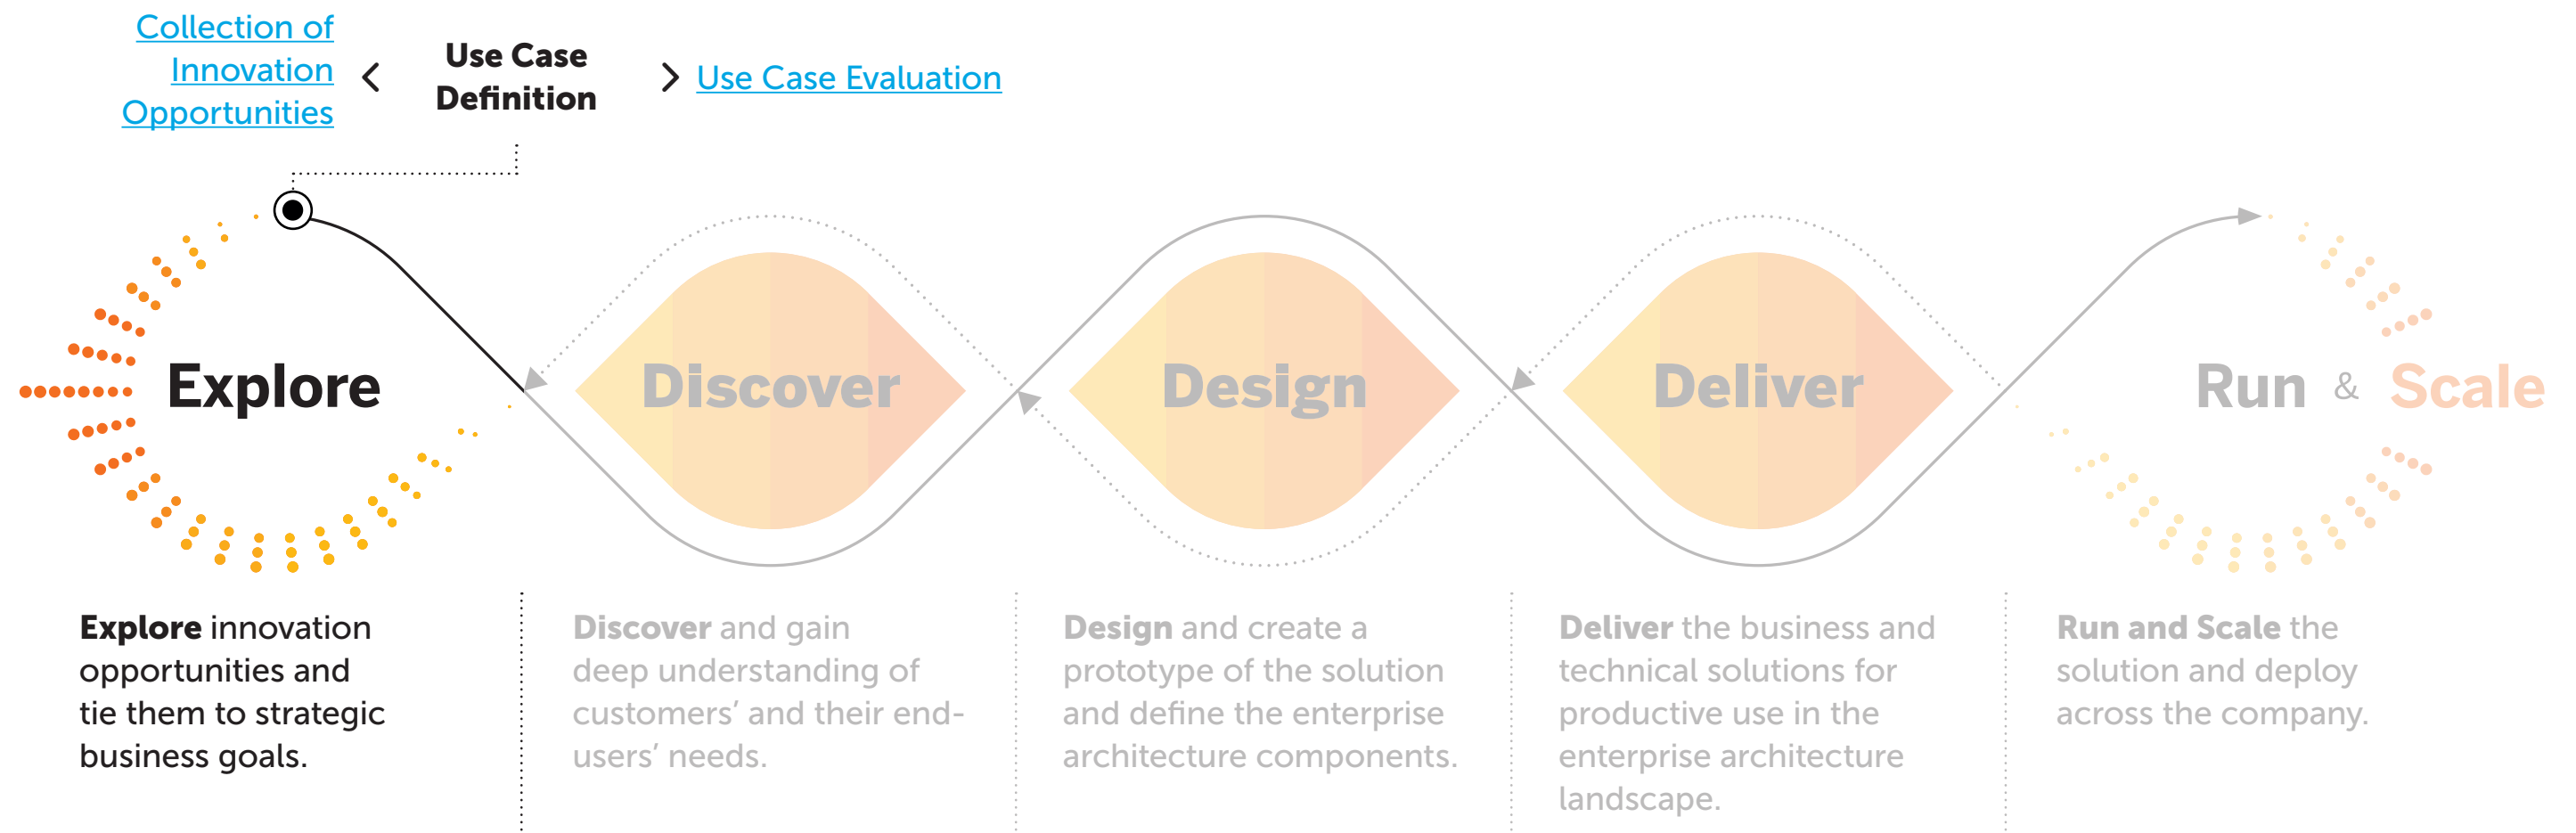 Collection of
Innovation
Opportunities
Use Case
Definition
Use Case Evaluation
Explore
Discover
Design
Deliver
Run & Scale
Explore innovation
opportunities and
tie them to strategic
business goals.
Discover and gain
deep understanding of
customers’ and their end-
users’ needs.
Design and create a
prototype of the solution
and define the enterprise
architecture components.
Deliver the business and
technical solutions for
productive use in the
enterprise architecture
landscape.
Run and Scale the
solution and deploy
across the company.